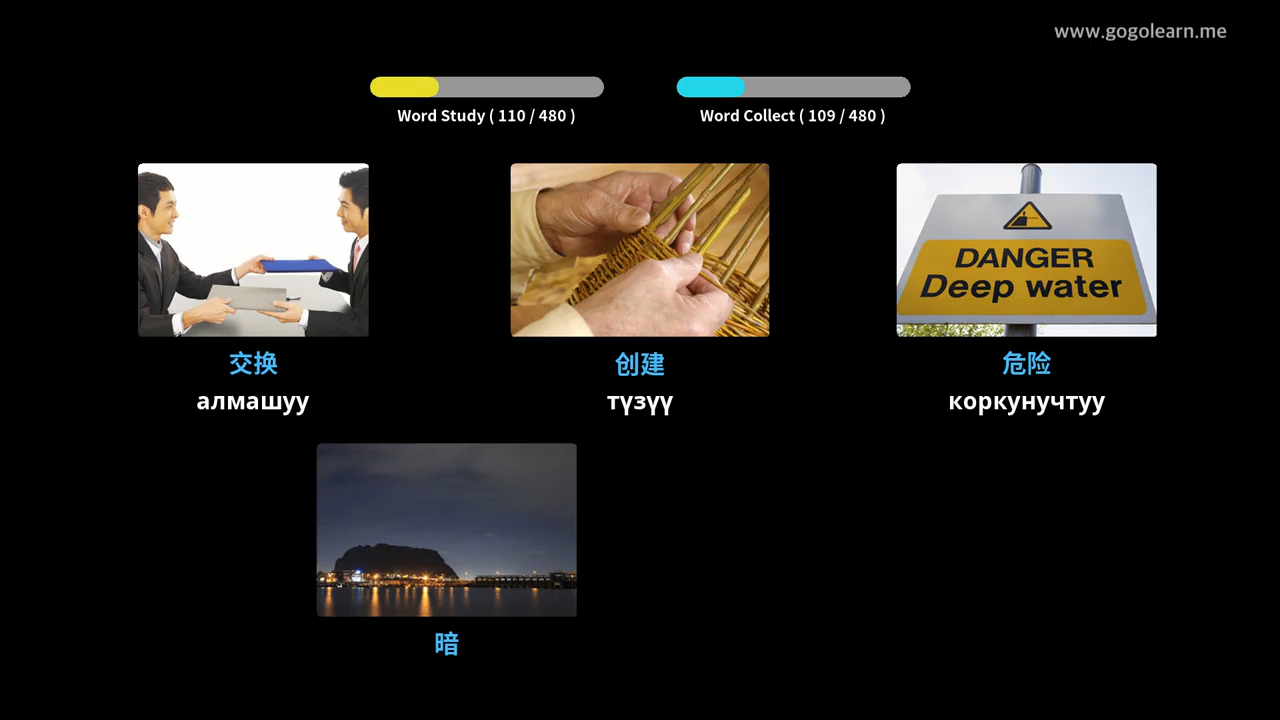 www.gogolearn.me
Word Study ( 110 / 480 )
Word Collect ( 109 / 480 )
DANGER
Deep water
交换
创建
危险
алмашуу
түзүү
коркунучтуу
暗